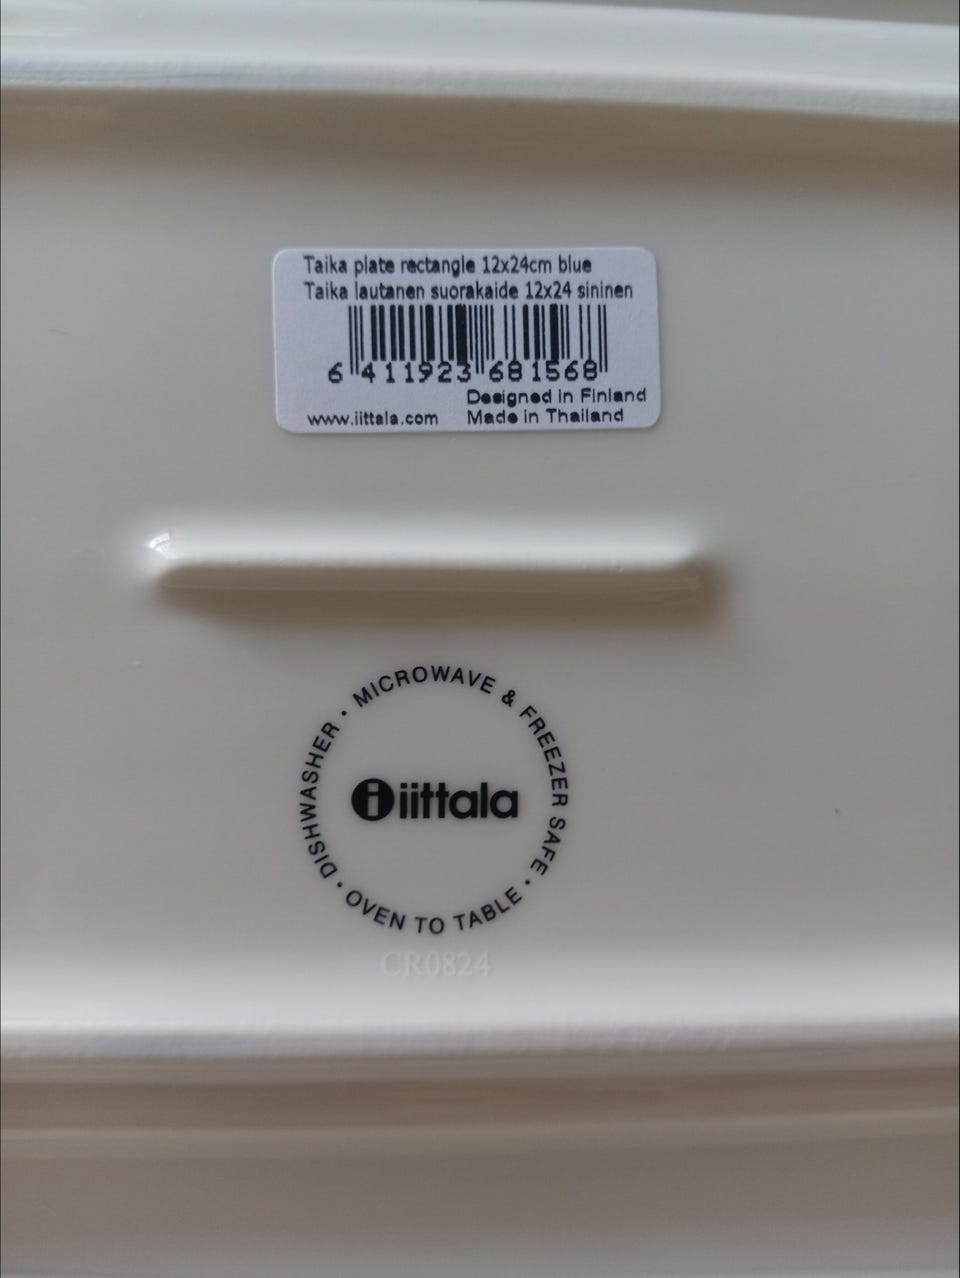 Taika plate rectangle 12x24cm blue
Taika lautanen suorakaide 12x24 sininen
6 411923 681568
Designed in Finland
www.iittala.com Made in Thailand
DISHWASHER • MICROWAVE & FREEZER SAFE • OVEN TO TABLE •
i iittala
CR0824